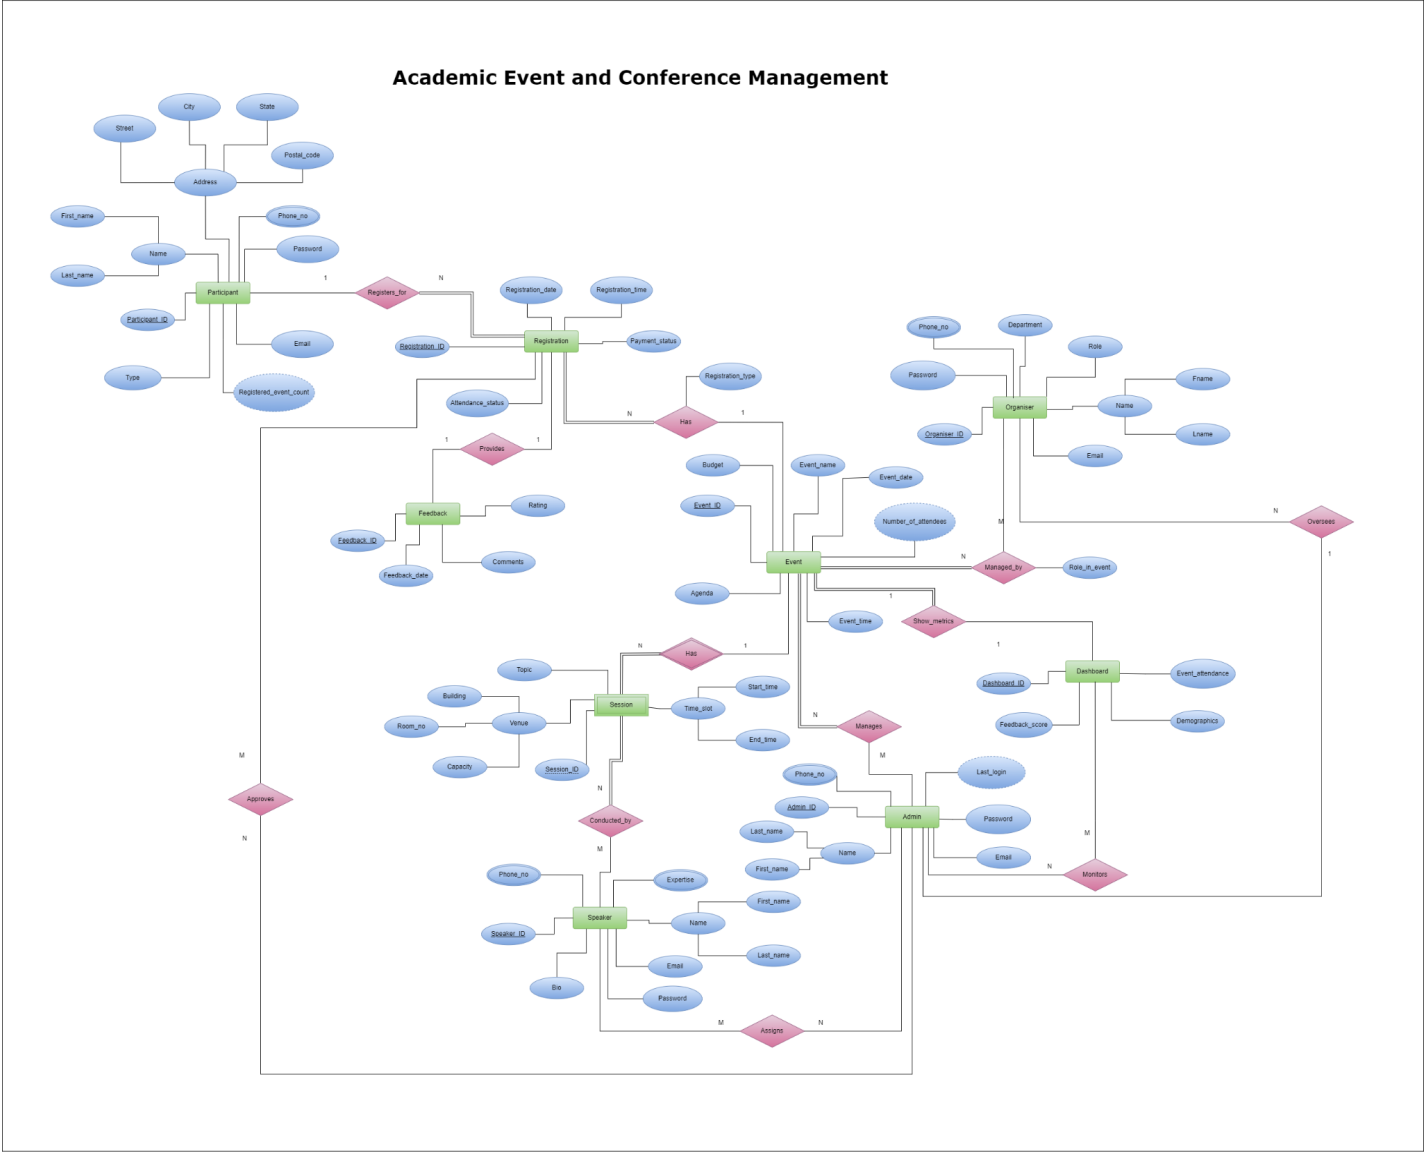 Academic Event and Conference Management
City
State
Street
Postal_code
Address
First_name
Phone_no
Name
Password
Last_name
Participant
1
Registers_for
N
Participant_ID
Email
Type
Registered_event_count
Registration_date
Registration_time
Registration_ID
Registration
Payment_status
Attendance_status
Registration_type
N
Has
1
1
Provides
1
Feedback
Rating
Feedback_ID
Feedback_date
Comments
Phone_no
Department
Role
Password
Fname
Organiser
Name
Organiser_ID
Lname
Email
Budget
Event_name
Event_date
Event_ID
Number_of_attendees
M
N
Oversees
1
Event
N
Managed_by
Role_in_event
Agenda
1
Event_time
Show_metrics
1
N
Has
1
Topic
Dashboard
Event_attendance
Dashboard_ID
Feedback_score
Demographics
Building
Session
Start_time
Room_no
Venue
Time_slot
End_time
Capacity
Session_ID
N
Manages
M
M
Approves
N
N
Conducted_by
M
Phone_no
Last_login
Admin_ID
Admin
Password
Last_name
Name
Email
First_name
M
N
Monitors
Phone_no
Expertise
First_name
Speaker
Name
Speaker_ID
Last_name
Email
Bio
Password
M
Assigns
N